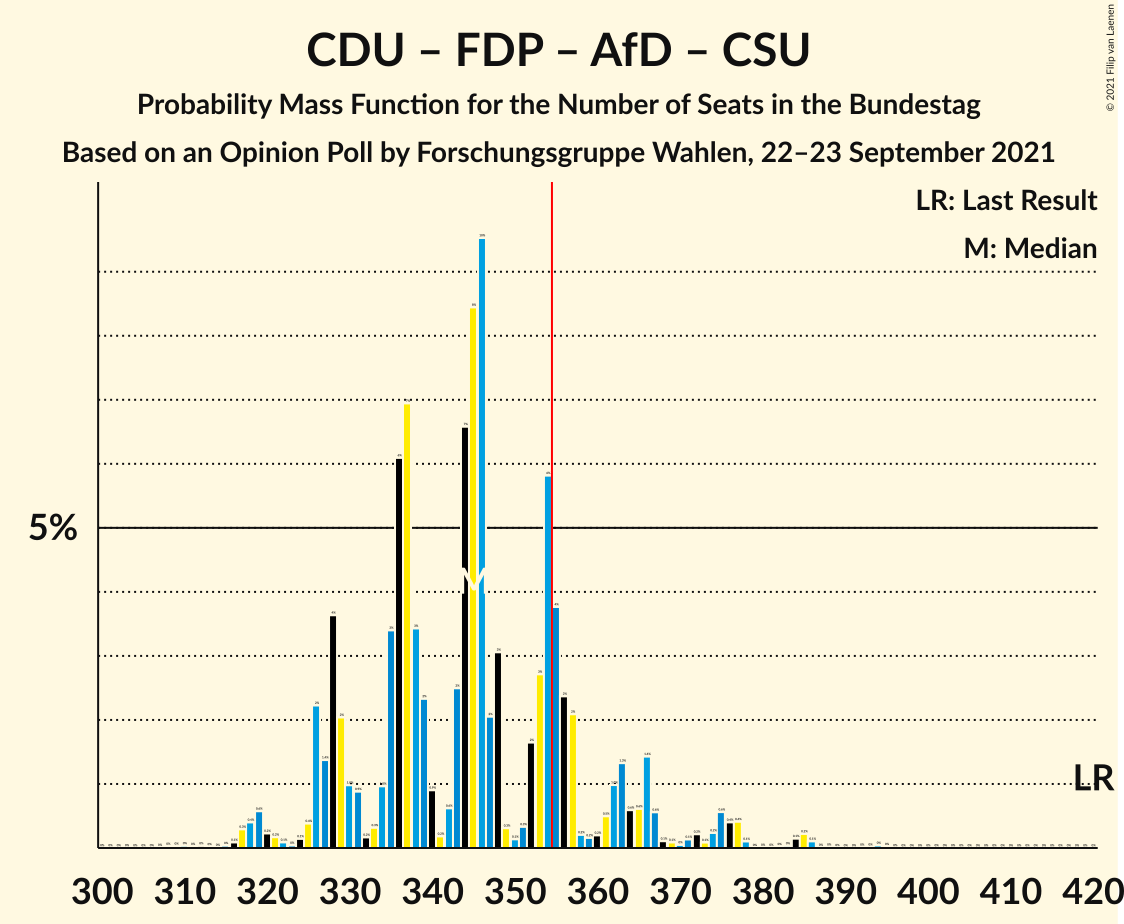 CDU – FDP – AfD – CSU
Probability Mass Function for the Number of Seats in the Bundestag
Based on an Opinion Poll by Forschungsgruppe Wahlen, 22–23 September 2021
© 2021 Filip van Laenen
LR: Last Result
M: Median
5%
M
LR
300 310 320 330 340 350 360 370 380 390 400 410 420